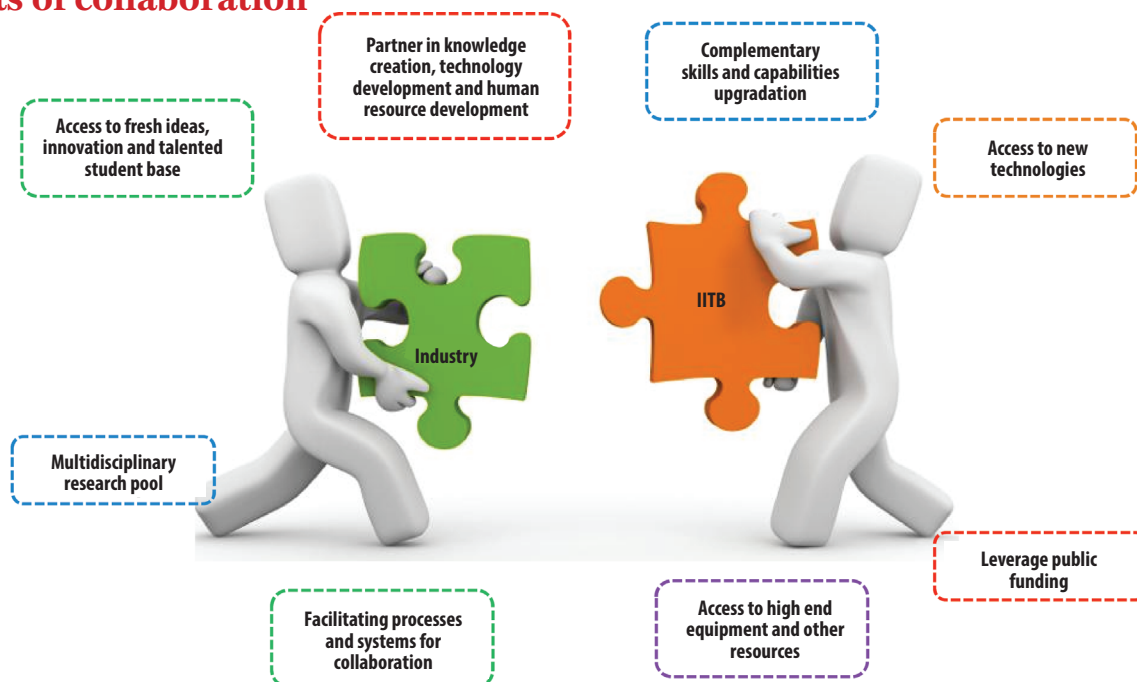 ts of collaboration
Partner in knowledge
creation, technology
development and human
resource development
Complementary
skills and capabilities
upgradation
Access to fresh ideas,
innovation and talented
student base
Access to new
technologies
Industry
IITB
Multidisciplinary
research pool
Leverage public
funding
Facilitating processes
and systems for
collaboration
Access to high end
equipment and other
resources